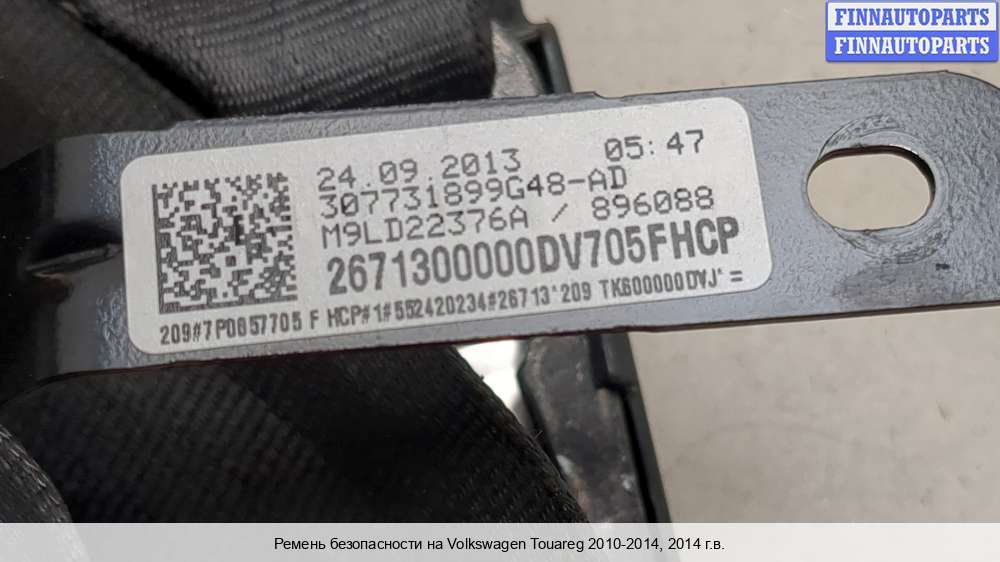 FINNAUTOPARTS
FINNAUTOPARTS
24.09.2013 05:47
307731899G48-AD
M9LD22376A / 896088
2671300000DV705FHCP
209#7P0857705 F HCP#1#552420234#26713*209 TK600000DVJ* =
Ремень безопасности на Volkswagen Touareg 2010-2014, 2014 г.в.